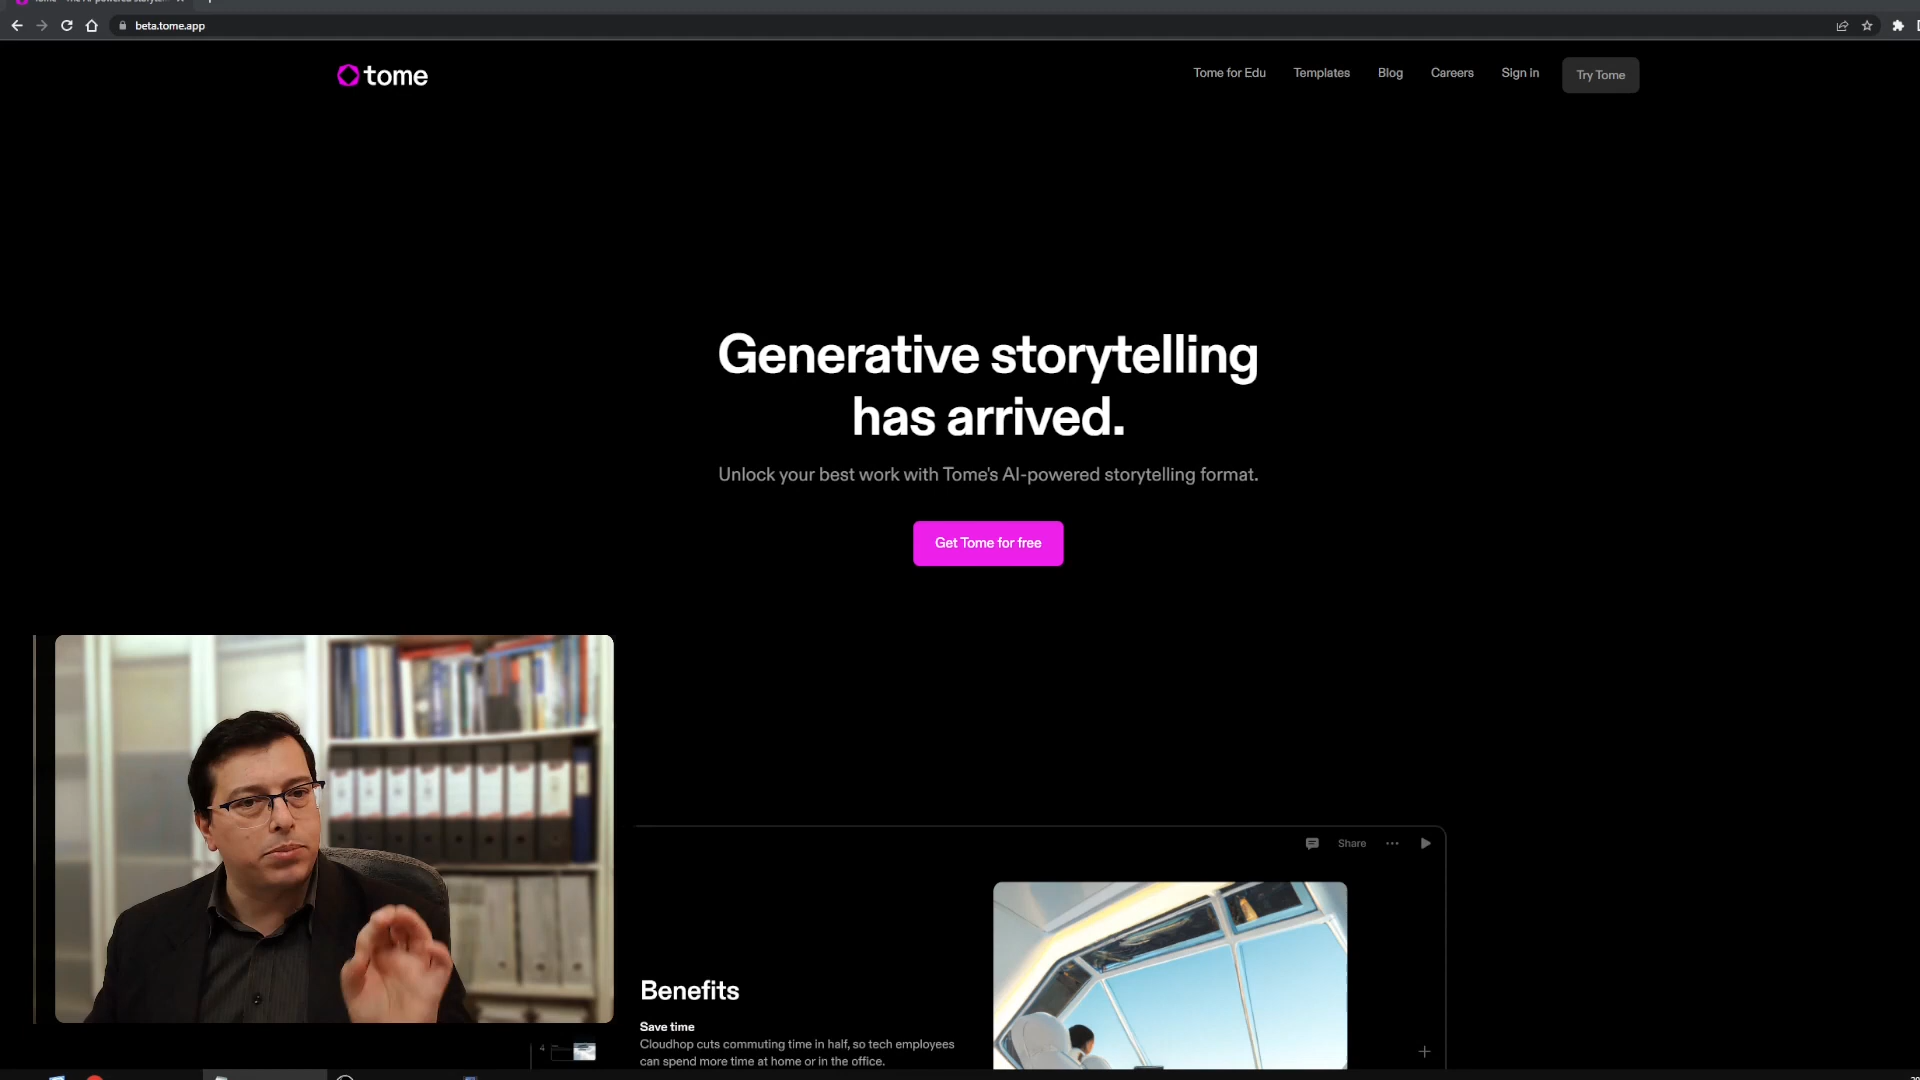 beta.tome.app
tome
Tome for Edu
Templates
Blog
Careers
Sign In
Try Tome
Generative storytelling
has arrived.
Unlock your best work with Tome's AI-powered storytelling format.
Get Tome for free
Share
Benefits
Save time
Cloudhop cuts commuting time in half, so tech employees
can spend more time at home or in the office.
4